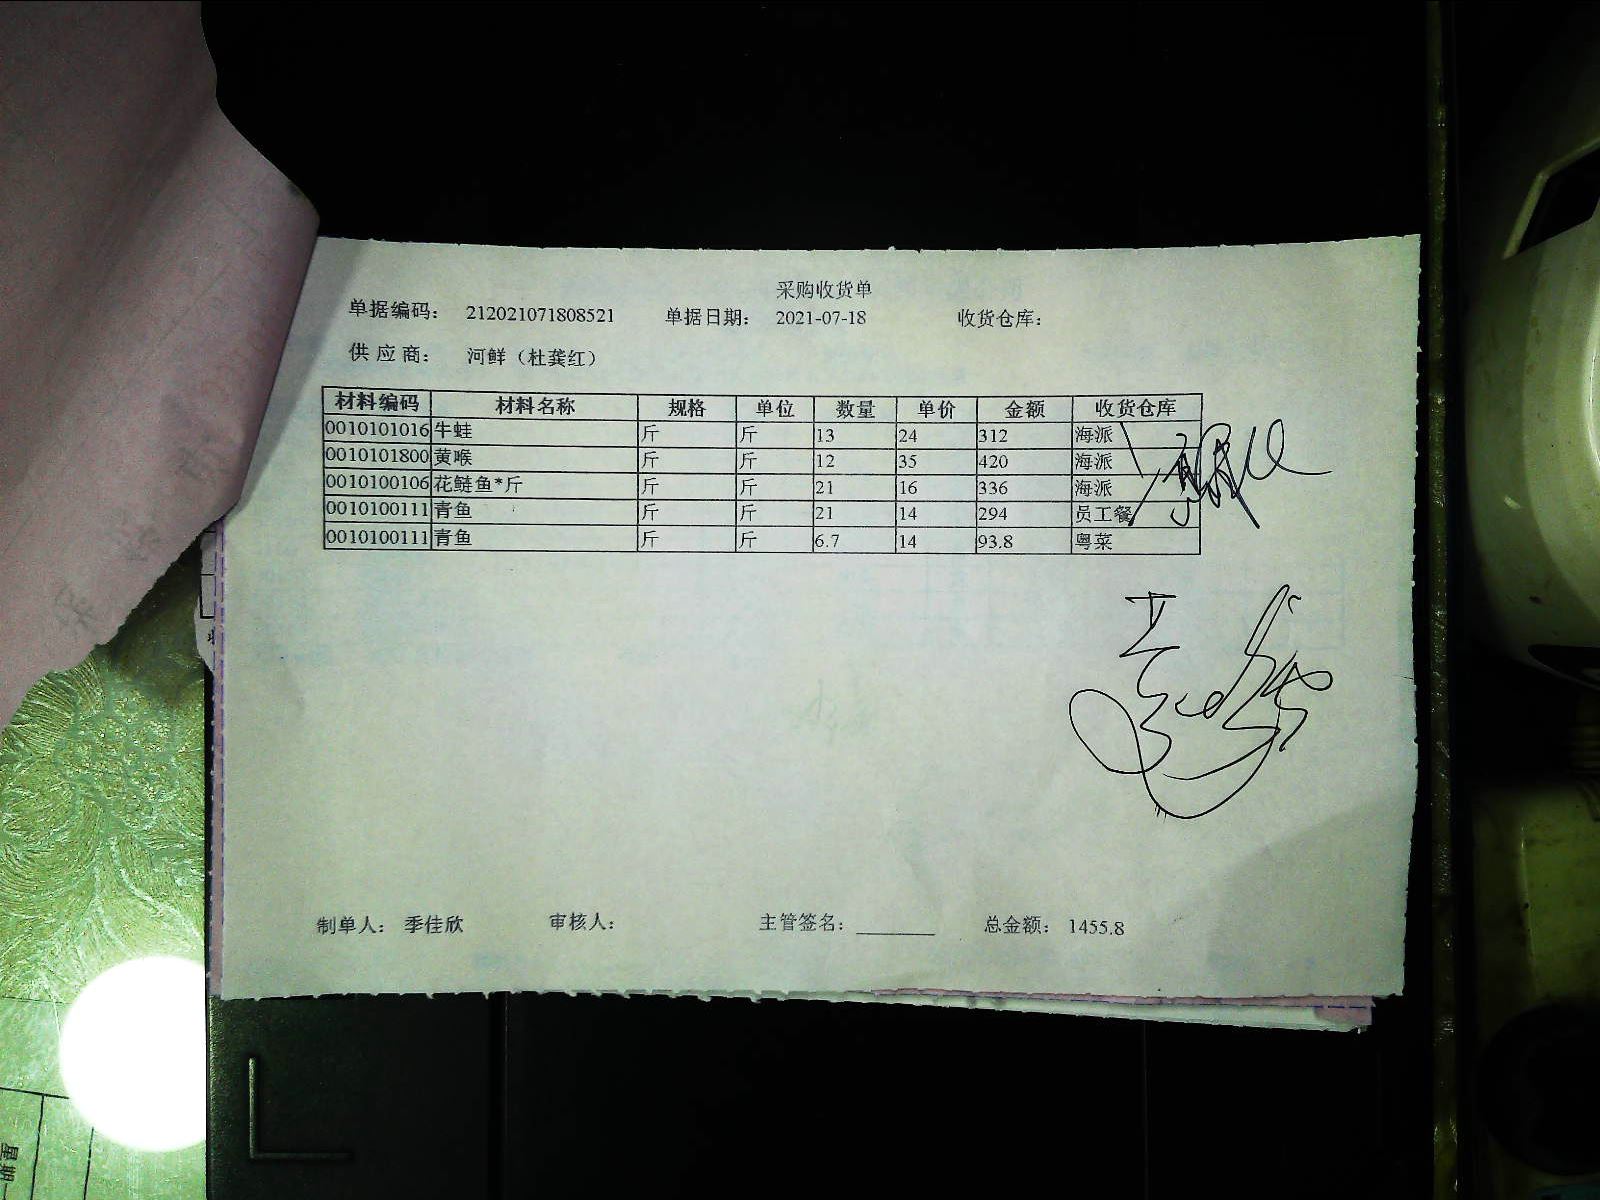 采购收货单
单据编码： 212021071808521 单据日期： 2021-07-18 收货仓库：
供 应 商： 河鲜（杜龚红）
材料编码 材料名称 规格 单位 数量 单价 金额 收货仓库
0010101016 牛蛙 斤 斤 13 24 312 海派
0010101800 黄喉 斤 斤 12 35 420 海派
0010100106 花鲢鱼*斤 斤 斤 21 16 336 海派
0010100111 青鱼 斤 斤 21 14 294 员工餐
0010100111 青鱼 斤 斤 6.7 14 93.8 粤菜
制单人： 季佳欣 审核人： 主管签名： 总金额： 1455.8